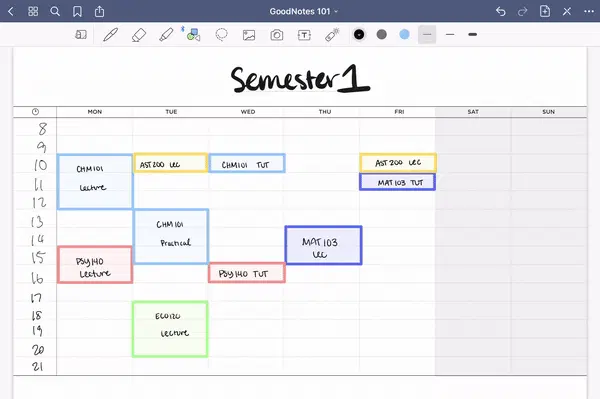 GoodNotes 101
Semester 1
MON TUE WED THU FRI SAT SUN
8
9
10 AST200 LEC CHM101 TUT AST200 LEC
CHM101
11 MAT103 TUT
Lecture
12
13 CHM101
14 Practical MAT103
LEC
15 PSY140
Lecture
16 PSY140 TUT
17
18 ECO120
19 Lecture
20
21